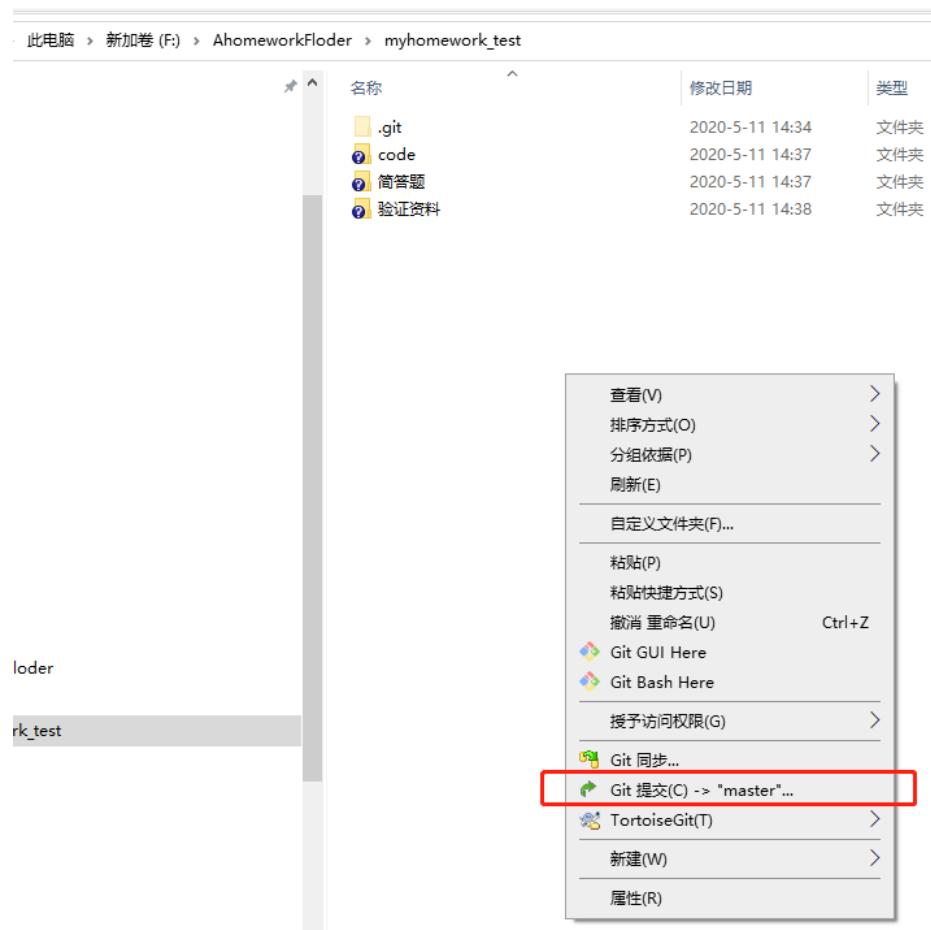 此电脑 > 新加卷 (F:) > AhomeworkFloder > myhomework_test
名称 修改日期 类型
.git 2020-5-11 14:34 文件夹
code 2020-5-11 14:37 文件夹
简答题 2020-5-11 14:37 文件夹
验证资料 2020-5-11 14:38 文件夹
查看(V)
排序方式(O)
分组依据(P)
刷新(E)
自定义文件夹(F)...
粘贴(P)
粘贴快捷方式(S)
撤消 重命名(U) Ctrl+Z
Git GUI Here
loder
Git Bash Here
授予访问权限(G)
rk_test
Git 同步...
Git 提交(C) -> "master"...
TortoiseGit(T)
新建(W)
属性(R)